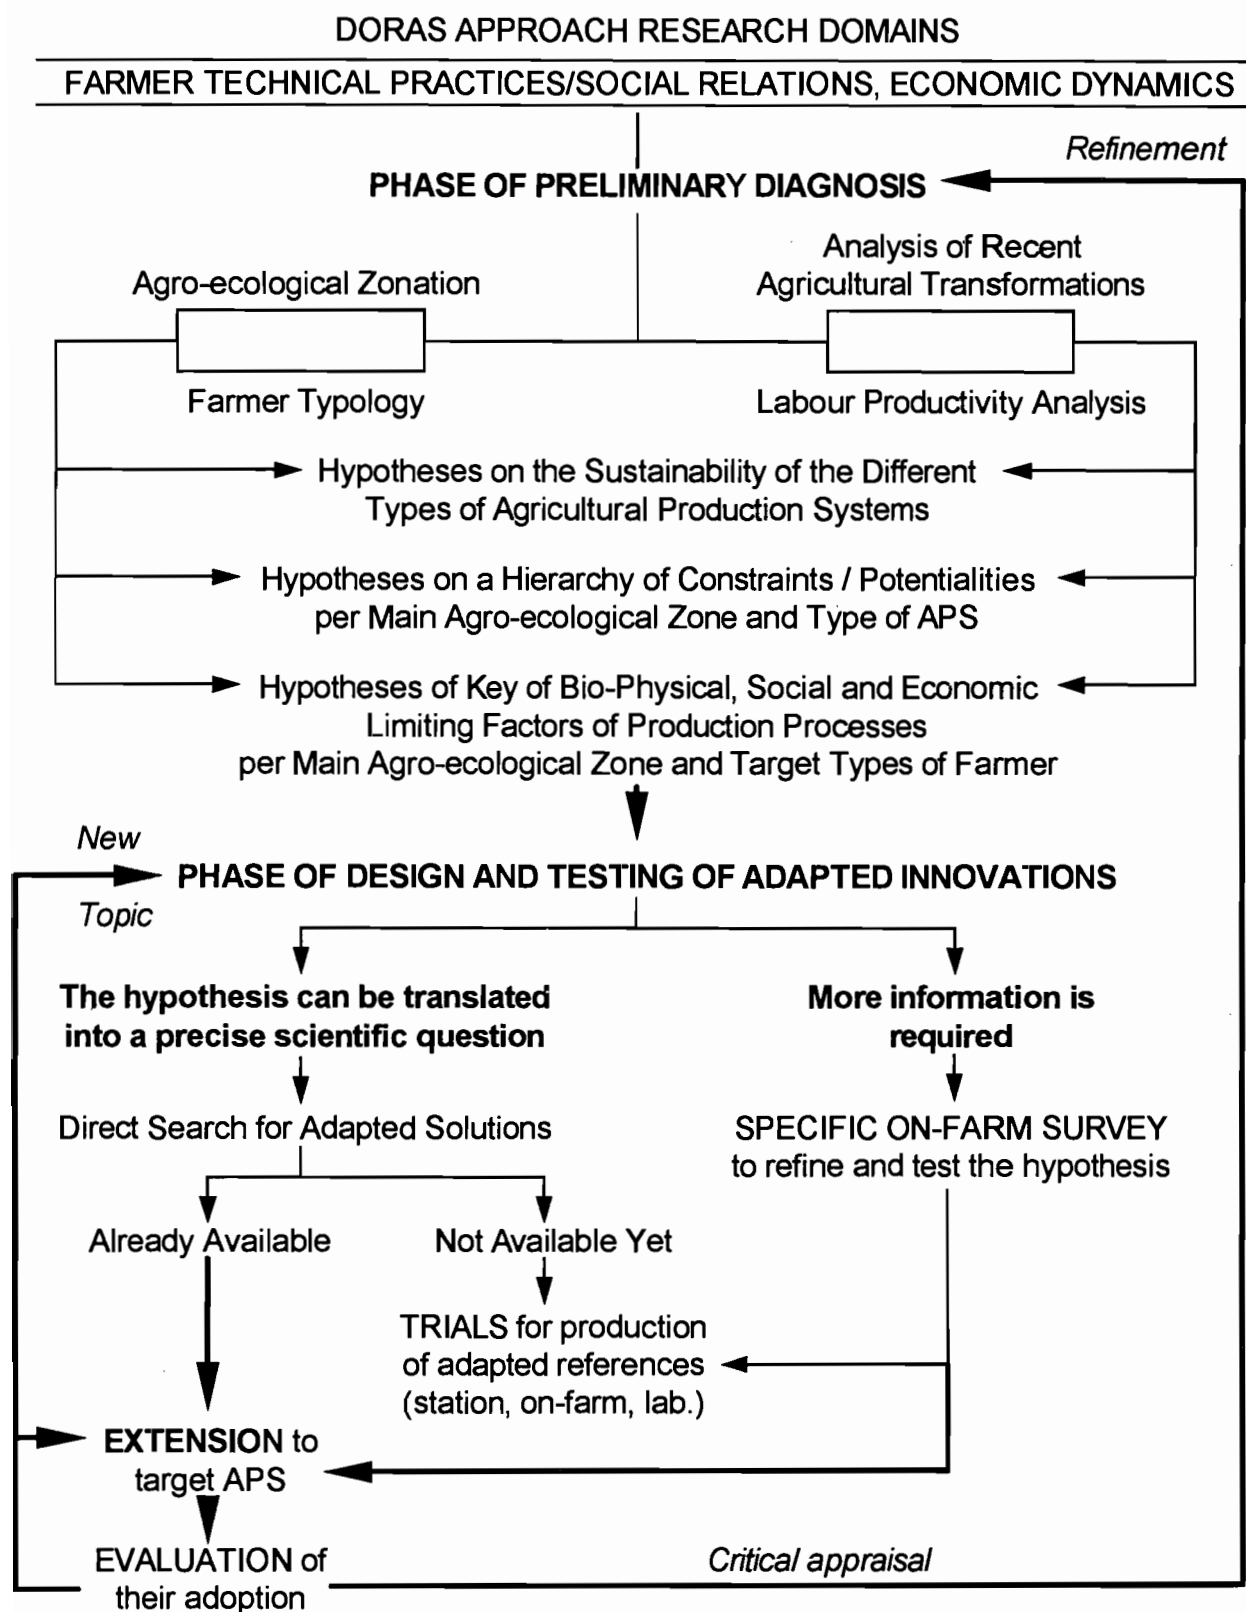 DORAS APPROACH RESEARCH DOMAINS
FARMER TECHNICAL PRACTICES/SOCIAL RELATIONS, ECONOMIC DYNAMICS
Refinement
PHASE OF PRELIMINARY DIAGNOSIS
Agro-ecological Zonation
Analysis of Recent
Agricultural Transformations
Farmer Typology
Labour Productivity Analysis
Hypotheses on the Sustainability of the Different
Types of Agricultural Production Systems
Hypotheses on a Hierarchy of Constraints / Potentialities
per Main Agro-ecological Zone and Type of APS
Hypotheses of Key of Bio-Physical, Social and Economic
Limiting Factors of Production Processes
per Main Agro-ecological Zone and Target Types of Farmer
New
PHASE OF DESIGN AND TESTING OF ADAPTED INNOVATIONS
Topic
The hypothesis can be translated
into a precise scientific question
More information is
required
Direct Search for Adapted Solutions
SPECIFIC ON-FARM SURVEY
to refine and test the hypothesis
Already Available
Not Available Yet
TRIALS for production
of adapted references
(station, on-farm, lab.)
EXTENSION to
target APS
EVALUATION of
their adoption
Critical appraisal